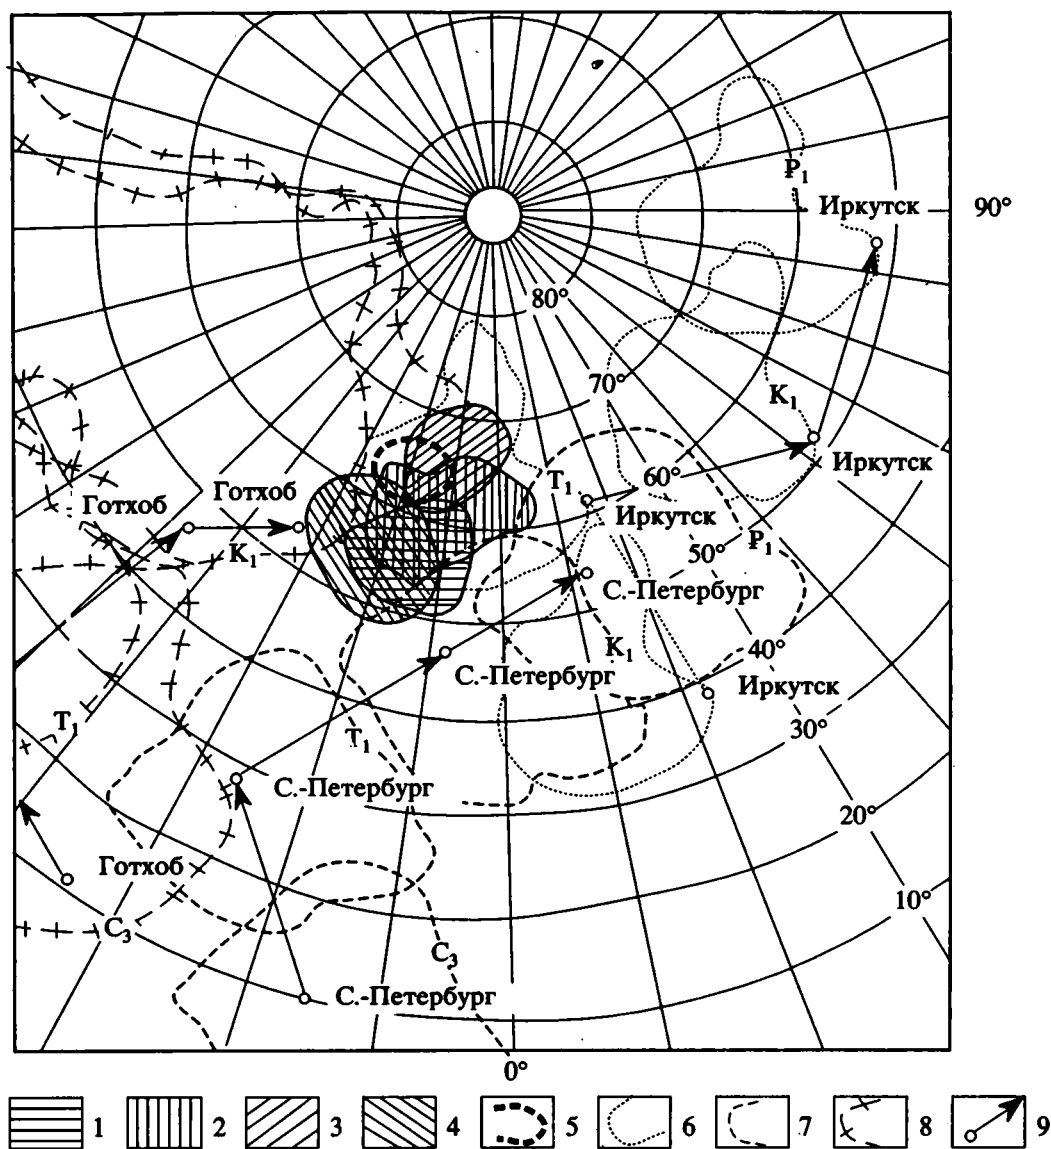 P₁
Иркутск
90°
80°
70°
K₁
60°
Иркутск
Готхоб
Готхоб
T₁
Иркутск
K₁
50°
P₁
С.-Петербург
K₁
40°
С.-Петербург
Иркутск
T₁
T₁
30°
С.-Петербург
20°
Готхоб
10°
C₃
C₃
С.-Петербург
0°
1 2 3 4 5 6 7 8 9